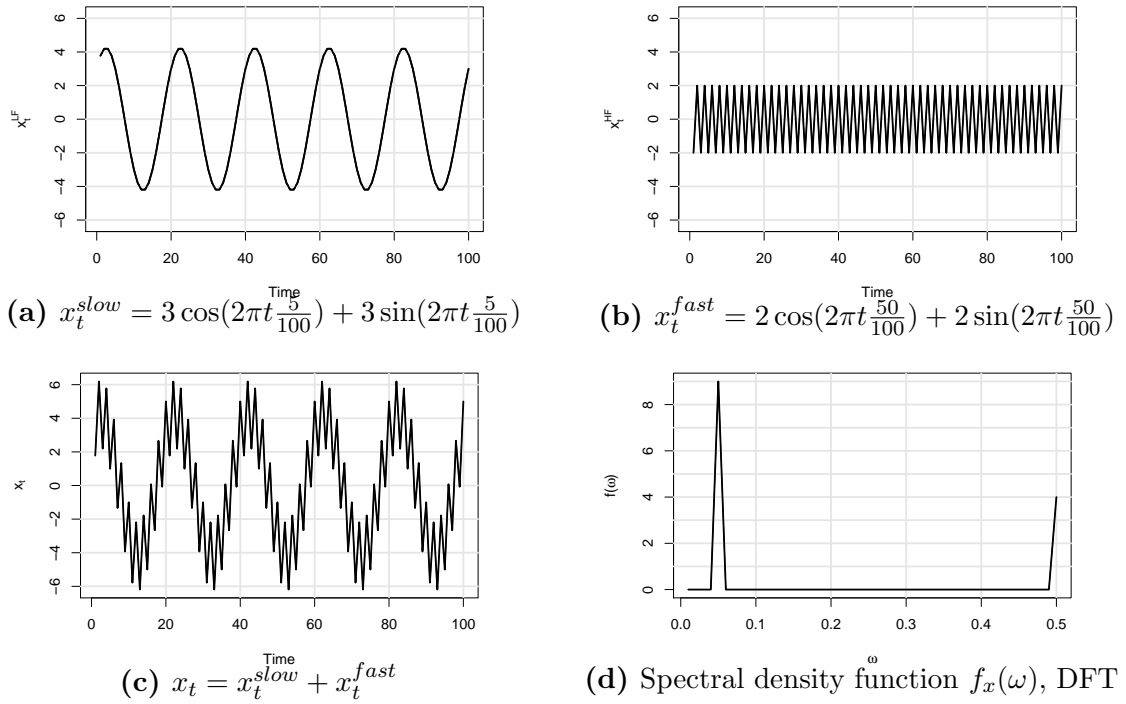 6
4
2
0
−2
−4
−6
x_t^{LF}
0 20 40 60 80 100
Time
(a) x_t^{slow} = 3 cos(2πt\frac{5}{100}) + 3 sin(2πt\frac{5}{100})
6
4
2
0
−2
−4
−6
x_t^{HF}
0 20 40 60 80 100
Time
(b) x_t^{fast} = 2 cos(2πt\frac{50}{100}) + 2 sin(2πt\frac{50}{100})
6
4
2
0
−2
−4
−6
x_t
0 20 40 60 80 100
Time
(c) x_t = x_t^{slow} + x_t^{fast}
8
6
4
2
0
f(ω)
0.0 0.1 0.2 0.3 0.4 0.5
ω
(d) Spectral density function f_x(ω), DFT